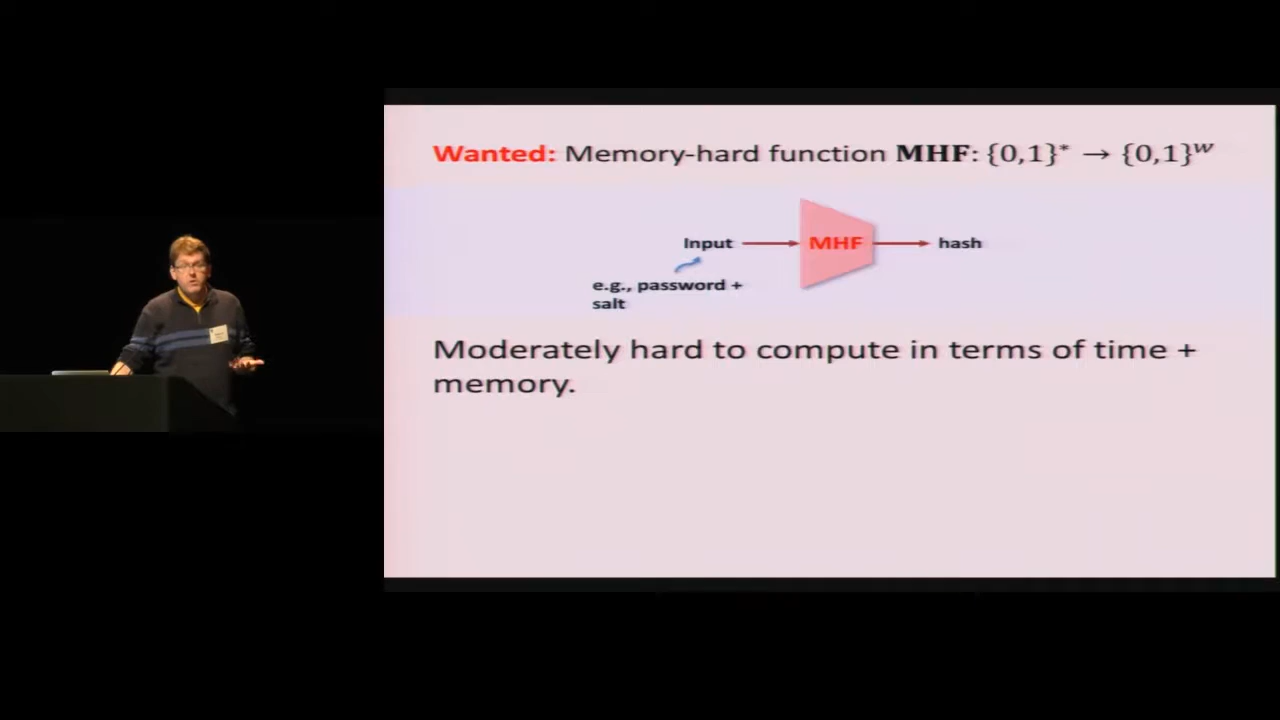 Wanted: Memory-hard function MHF: {0,1}* → {0,1}ʷ
Input
MHF
hash
e.g., password +
salt
Moderately hard to compute in terms of time +
memory.